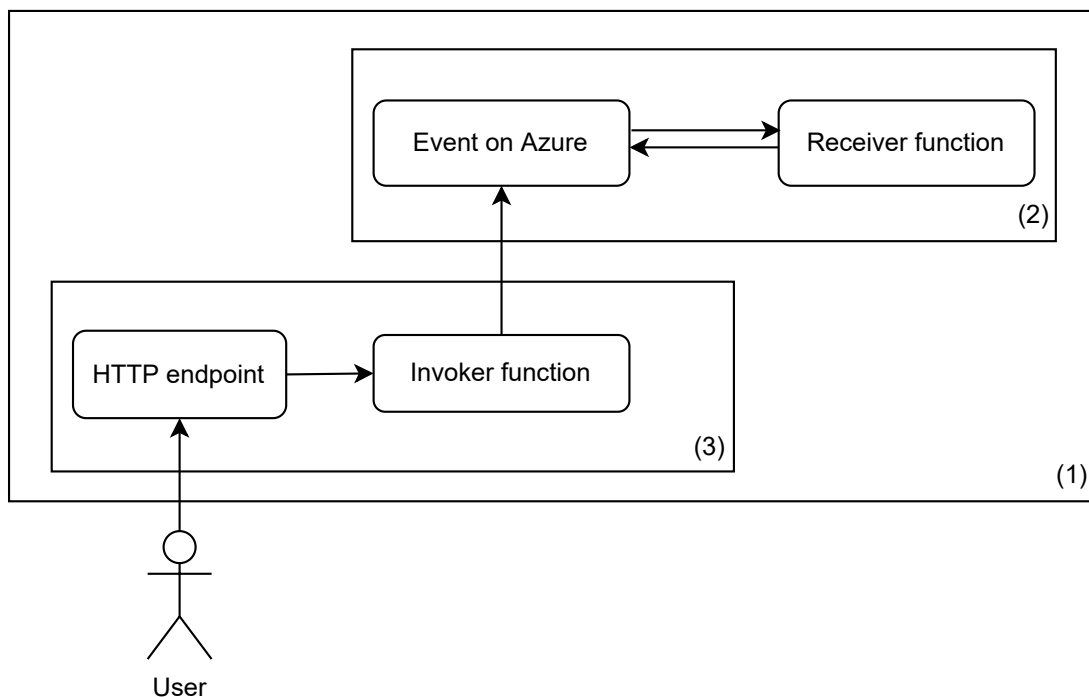 Event on Azure
Receiver function
(2)
HTTP endpoint
Invoker function
(3)
(1)
User